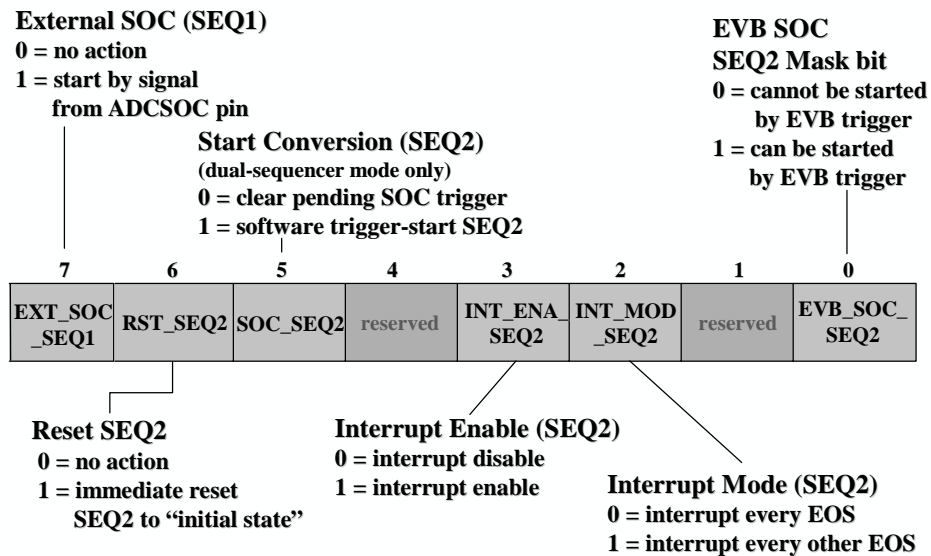 External SOC (SEQ1)
0 = no action
1 = start by signal
from ADCSOC pin
EVB SOC
SEQ2 Mask bit
0 = cannot be started
by EVB trigger
1 = can be started
by EVB trigger
Start Conversion (SEQ2)
(dual-sequencer mode only)
0 = clear pending SOC trigger
1 = software trigger-start SEQ2
7 6 5 4 3 2 1 0
EXT_SOC
_SEQ1
RST_SEQ2
SOC_SEQ2
reserved
INT_ENA_
SEQ2
INT_MOD
_SEQ2
reserved
EVB_SOC_
SEQ2
Reset SEQ2
0 = no action
1 = immediate reset
SEQ2 to “initial state”
Interrupt Enable (SEQ2)
0 = interrupt disable
1 = interrupt enable
Interrupt Mode (SEQ2)
0 = interrupt every EOS
1 = interrupt every other EOS